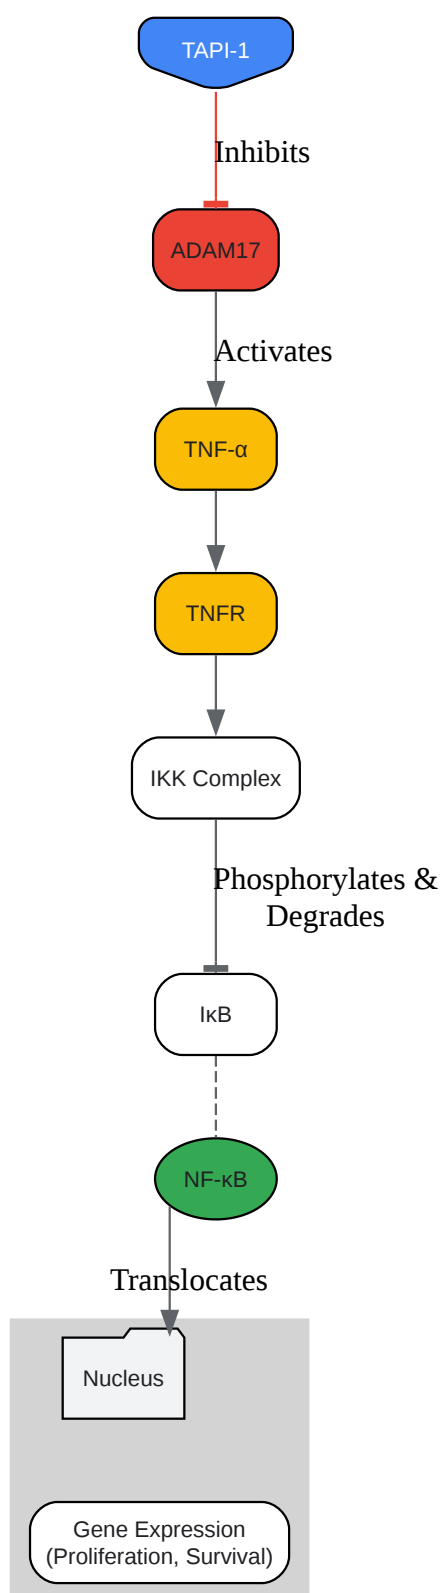 TAPI-1
Inhibits
ADAM17
Activates
TNF-α
TNFR
IKK Complex
Phosphorylates &
Degrades
IκB
NF-κB
Translocates
Nucleus
Gene Expression
(Proliferation, Survival)